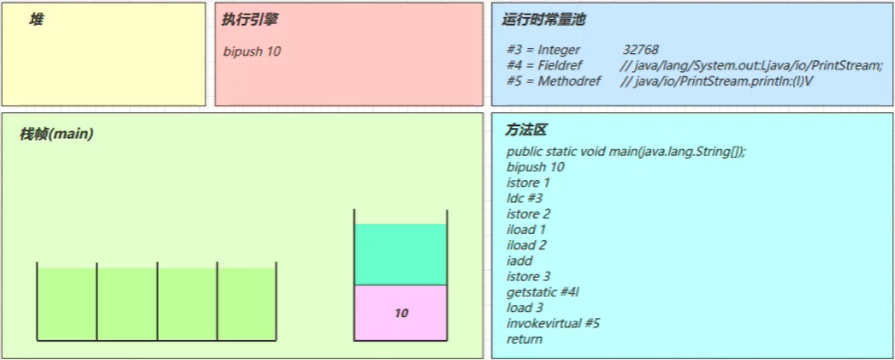 堆
执行引擎
bipush 10
运行时常量池
#3 = Integer 32768
#4 = Fieldref // java/lang/System.out:Ljava/io/PrintStream;
#5 = Methodref // java/io/PrintStream.println:(I)V
栈帧(main)
10
方法区
public static void main(java.lang.String[]);
bipush 10
istore 1
ldc #3
istore 2
iload 1
iload 2
iadd
istore 3
getstatic #4I
load 3
invokevirtual #5
return